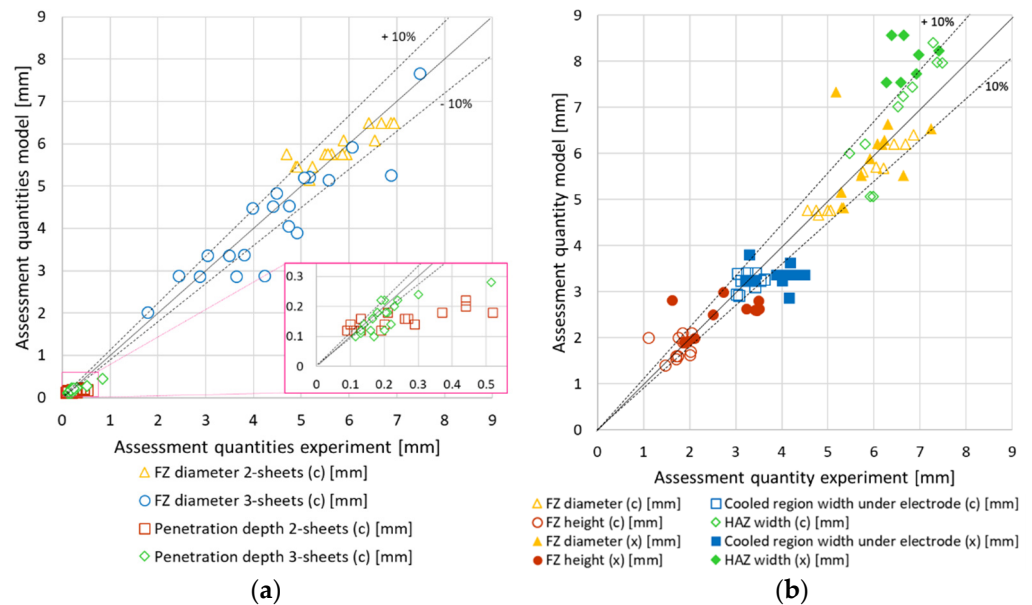 9
8
7
6
5
4
3
2
1
0
0 1 2 3 4 5 6 7 8 9
+ 10%
- 10%
0.3
0.2
0.1
0
0 0.1 0.2 0.3 0.4 0.5
Assessment quantities model [mm]
Assessment quantities experiment [mm]
FZ diameter 2-sheets (c) [mm]
FZ diameter 3-sheets (c) [mm]
Penetration depth 2-sheets (c) [mm]
Penetration depth 3-sheets (c) [mm]
(a)
9
8
7
6
5
4
3
2
1
0
0 1 2 3 4 5 6 7 8 9
+ 10%
- 10%
Assessment quantity model [mm]
Assessment quantity experiment [mm]
FZ diameter (c) [mm]
Cooled region width under electrode (c) [mm]
FZ height (c) [mm]
HAZ width (c) [mm]
FZ diameter (x) [mm]
Cooled region width under electrode (x) [mm]
FZ height (x) [mm]
HAZ width (x) [mm]
(b)